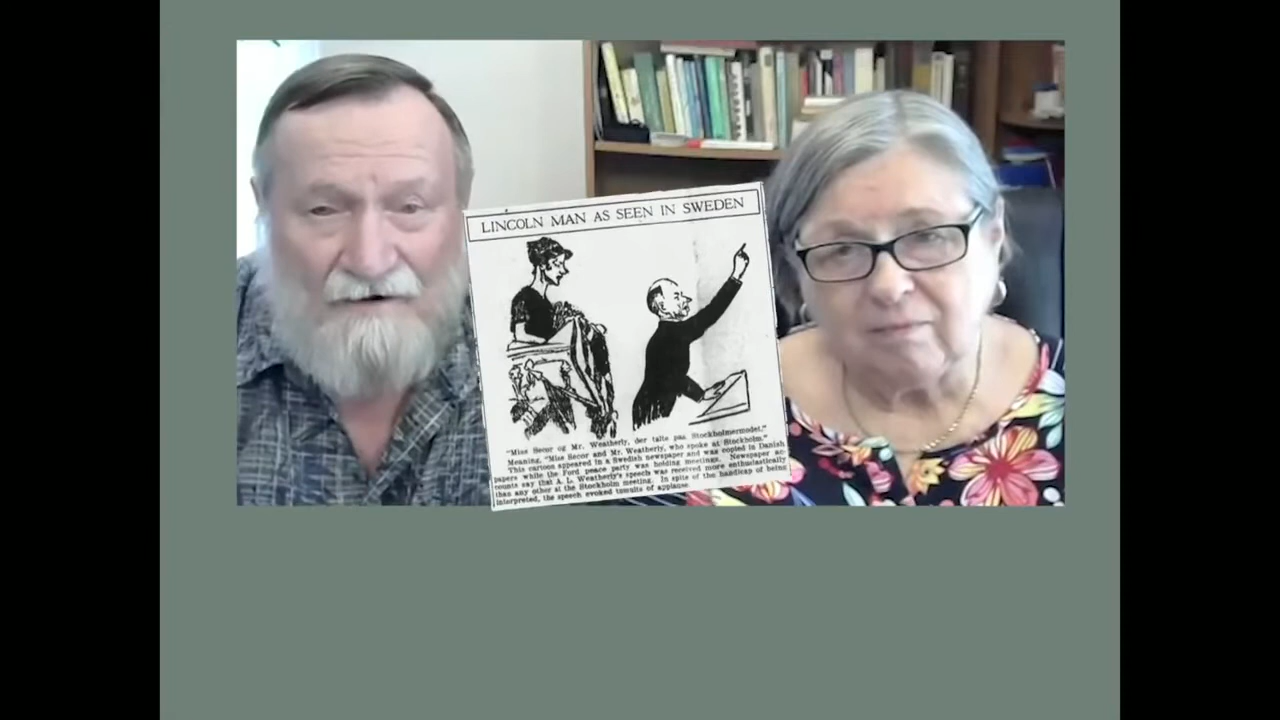 LINCOLN MAN AS SEEN IN SWEDEN
"Miss Secor og Mr. Weatherly, der talte paa Stockholmermodet."
Meaning, "Miss Secor and Mr. Weatherly, who spoke at Stockholm."
This cartoon appeared in a Swedish newspaper and was copied in Danish
papers while the Ford peace party was holding meetings. Newspaper ac-
counts say that A. L. Weatherly's speech was received more enthusiastically
than any other at the Stockholm meeting. In spite of the handicap of being
interpreted, the speech evoked tumults of applause.